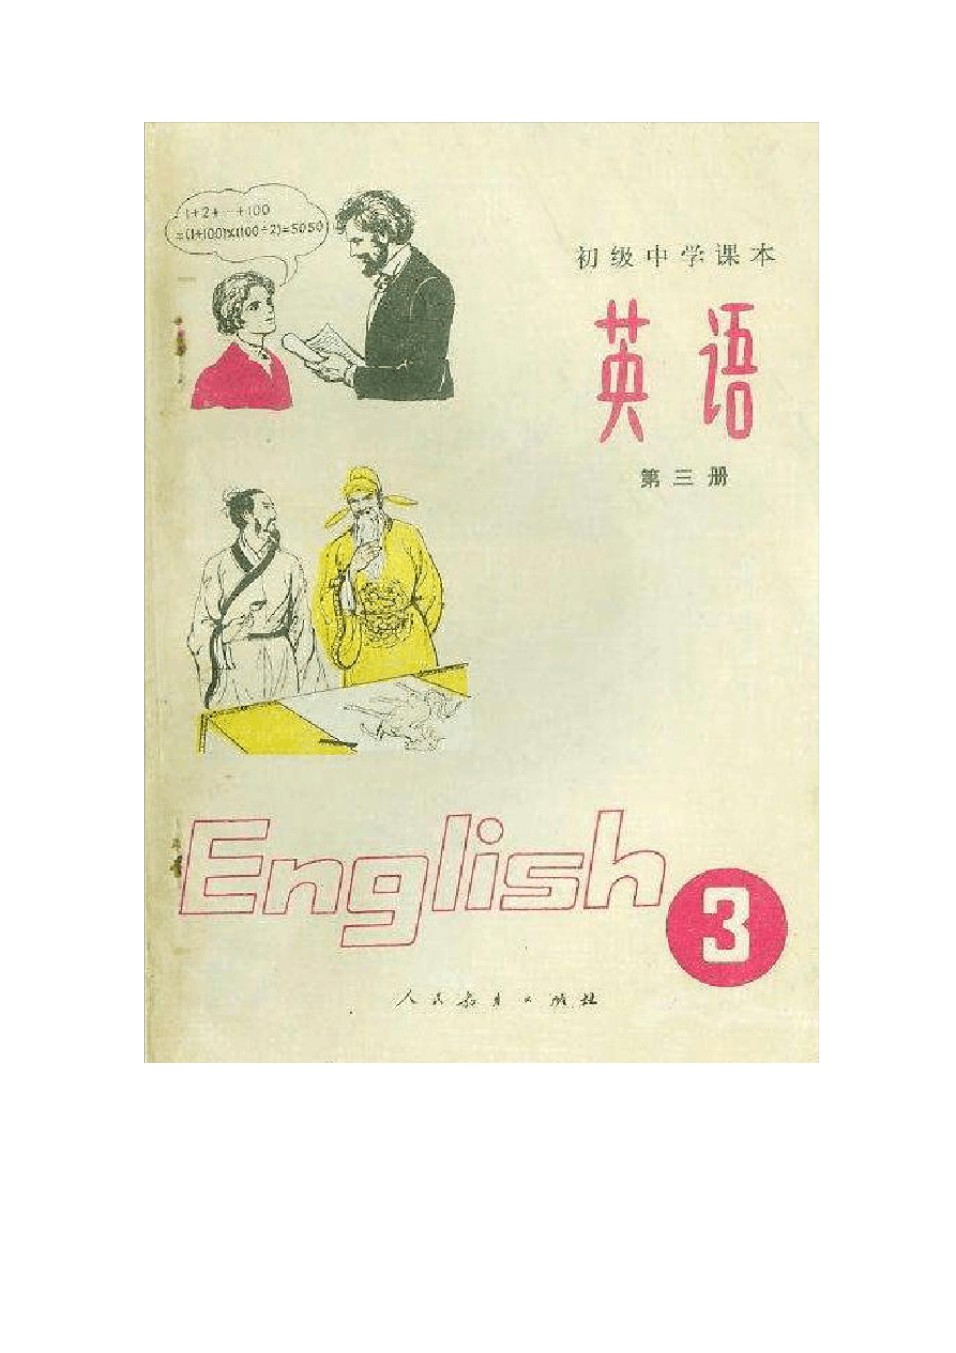 1+2+…+100
=(1+100)×(100÷2)=5050
初级中学课本
英语
第三册
English
3
人民教育出版社